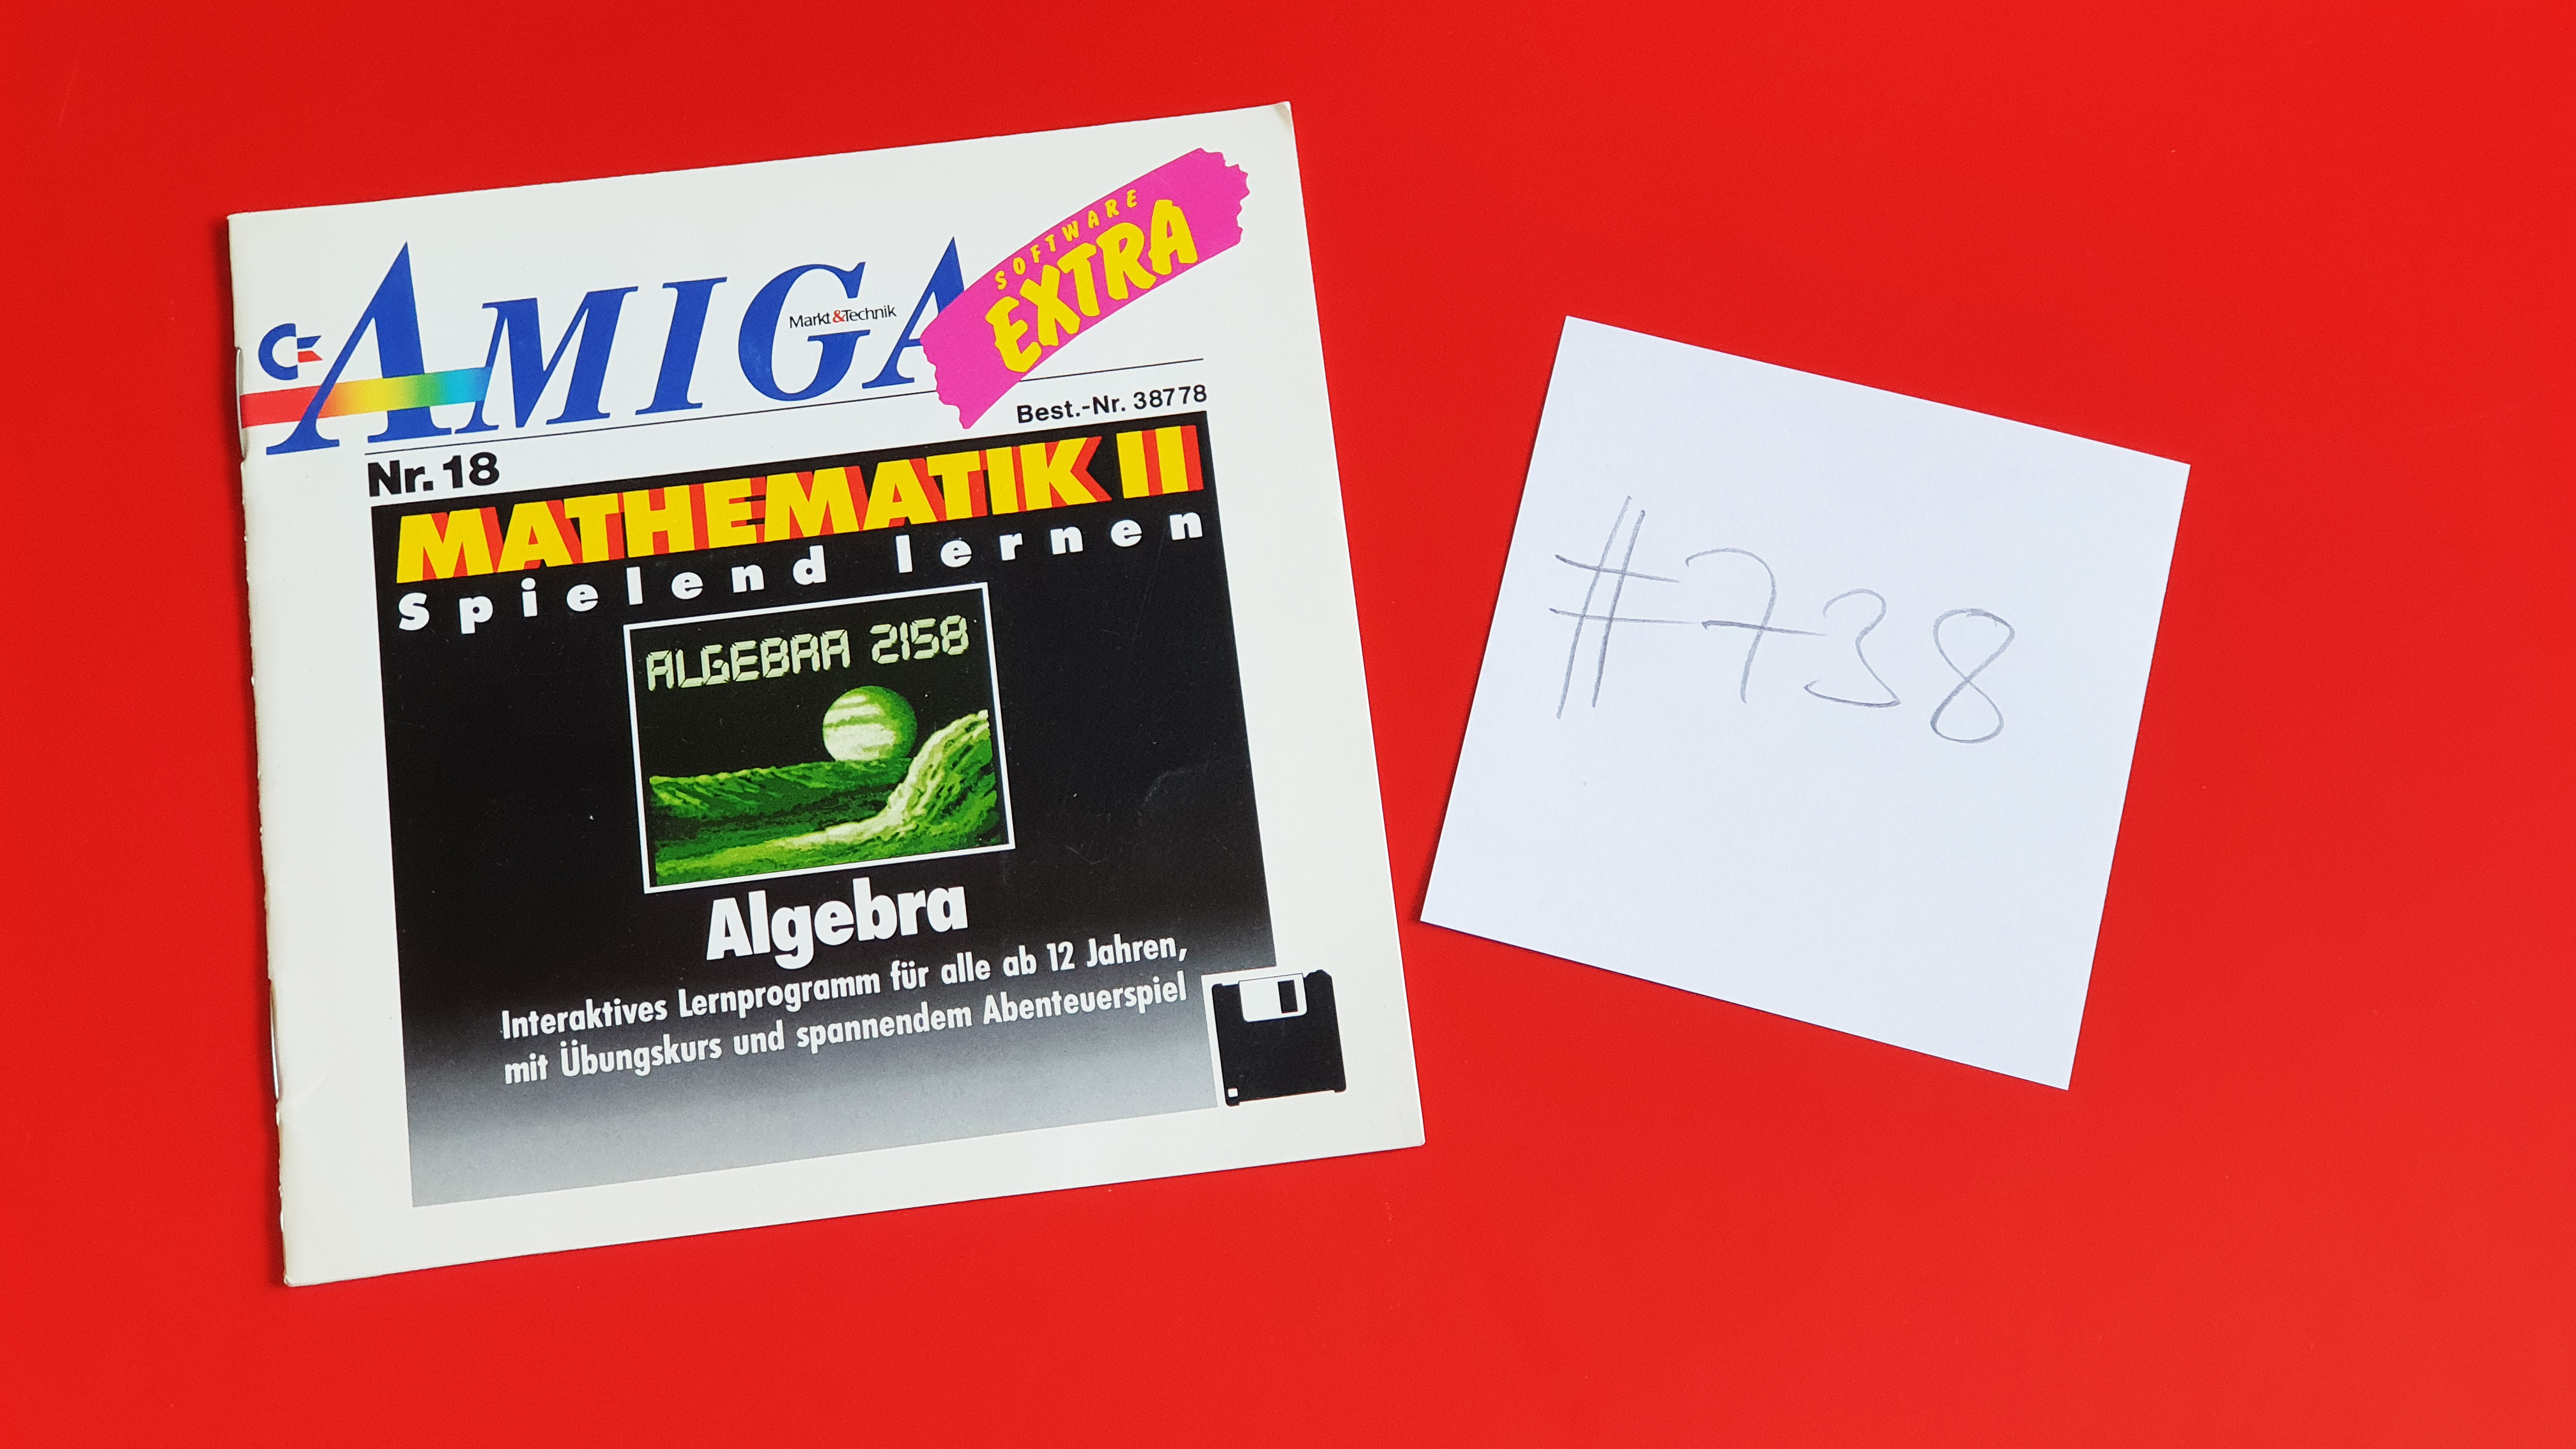 AMIGA
Markt&Technik
SOFTWARE
EXTRA
Best.-Nr. 38778
Nr. 18
MATHEMATIK II
Spielend lernen
ALGEBRA 2158
Algebra
Interaktives Lernprogramm für alle ab 12 Jahren,
mit Übungskurs und spannendem Abenteuerspiel
#738